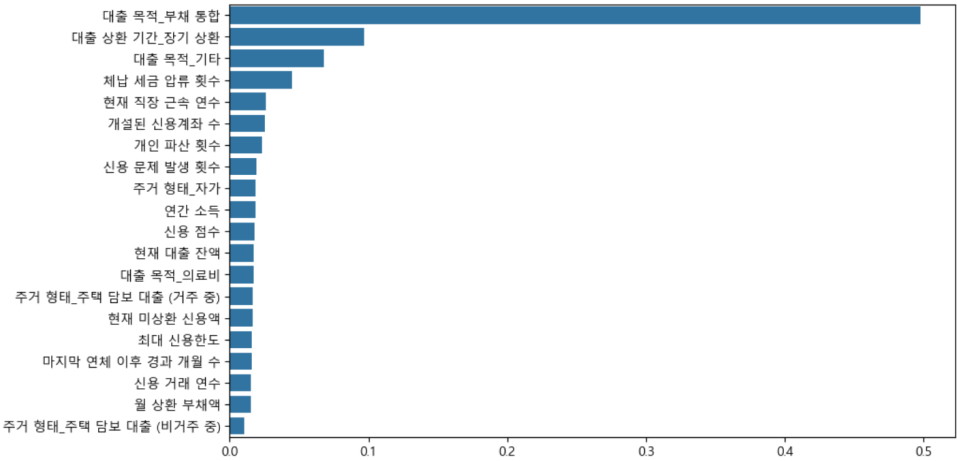 대출 목적_부채 통합
대출 상환 기간_장기 상환
대출 목적_기타
체납 세금 압류 횟수
현재 직장 근속 연수
개설된 신용계좌 수
개인 파산 횟수
신용 문제 발생 횟수
주거 형태_자가
연간 소득
신용 점수
현재 대출 잔액
대출 목적_의료비
주거 형태_주택 담보 대출 (거주 중)
현재 미상환 신용액
최대 신용한도
마지막 연체 이후 경과 개월 수
신용 거래 연수
월 상환 부채액
주거 형태_주택 담보 대출 (비거주 중)
0.0 0.1 0.2 0.3 0.4 0.5